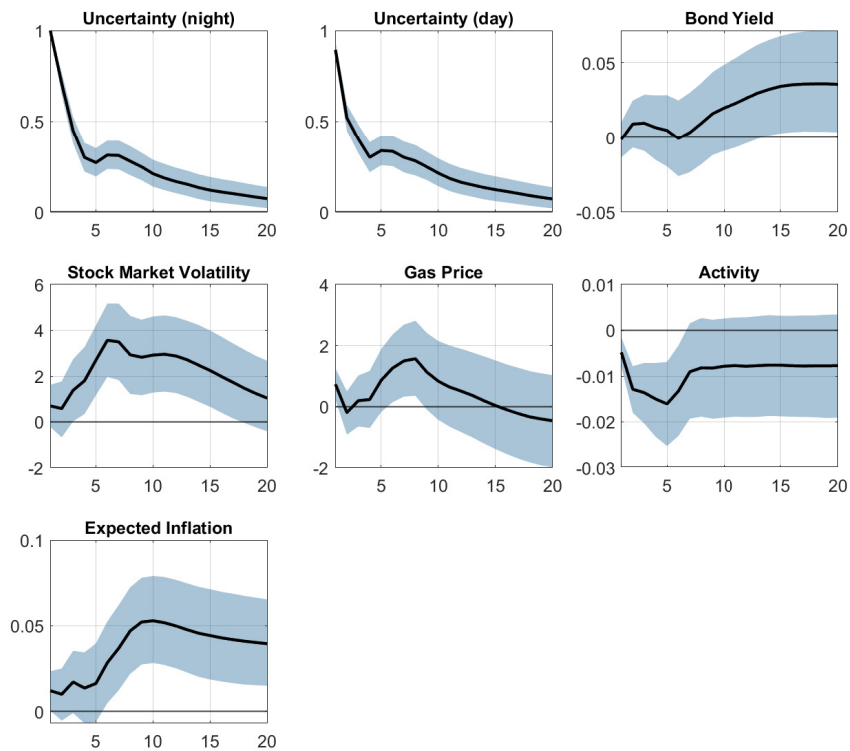 Uncertainty (night)
1
0.5
0
5 10 15 20
Uncertainty (day)
1
0.5
0
5 10 15 20
Bond Yield
0.05
0
-0.05
5 10 15 20
Stock Market Volatility
6
4
2
0
-2
5 10 15 20
Gas Price
4
2
0
-2
5 10 15 20
Activity
0.01
0
-0.01
-0.02
-0.03
5 10 15 20
Expected Inflation
0.1
0.05
0
5 10 15 20